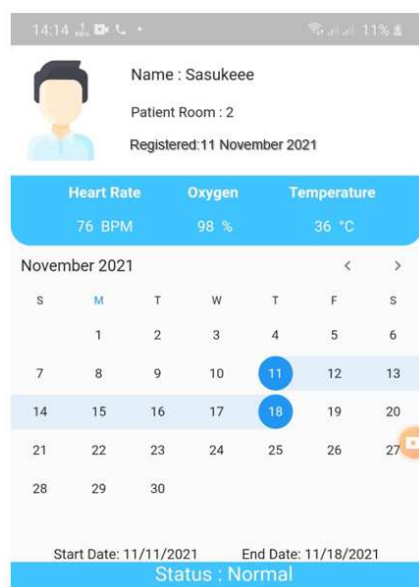 14:14
11%
Name : Sasukeee
Patient Room : 2
Registered:11 November 2021
Heart Rate Oxygen Temperature
76 BPM 98 % 36 °C
November 2021 < >
S M T W T F S
1 2 3 4 5 6
7 8 9 10 11 12 13
14 15 16 17 18 19 20
21 22 23 24 25 26 27
28 29 30
Start Date: 11/11/2021 End Date: 11/18/2021
Status : Normal